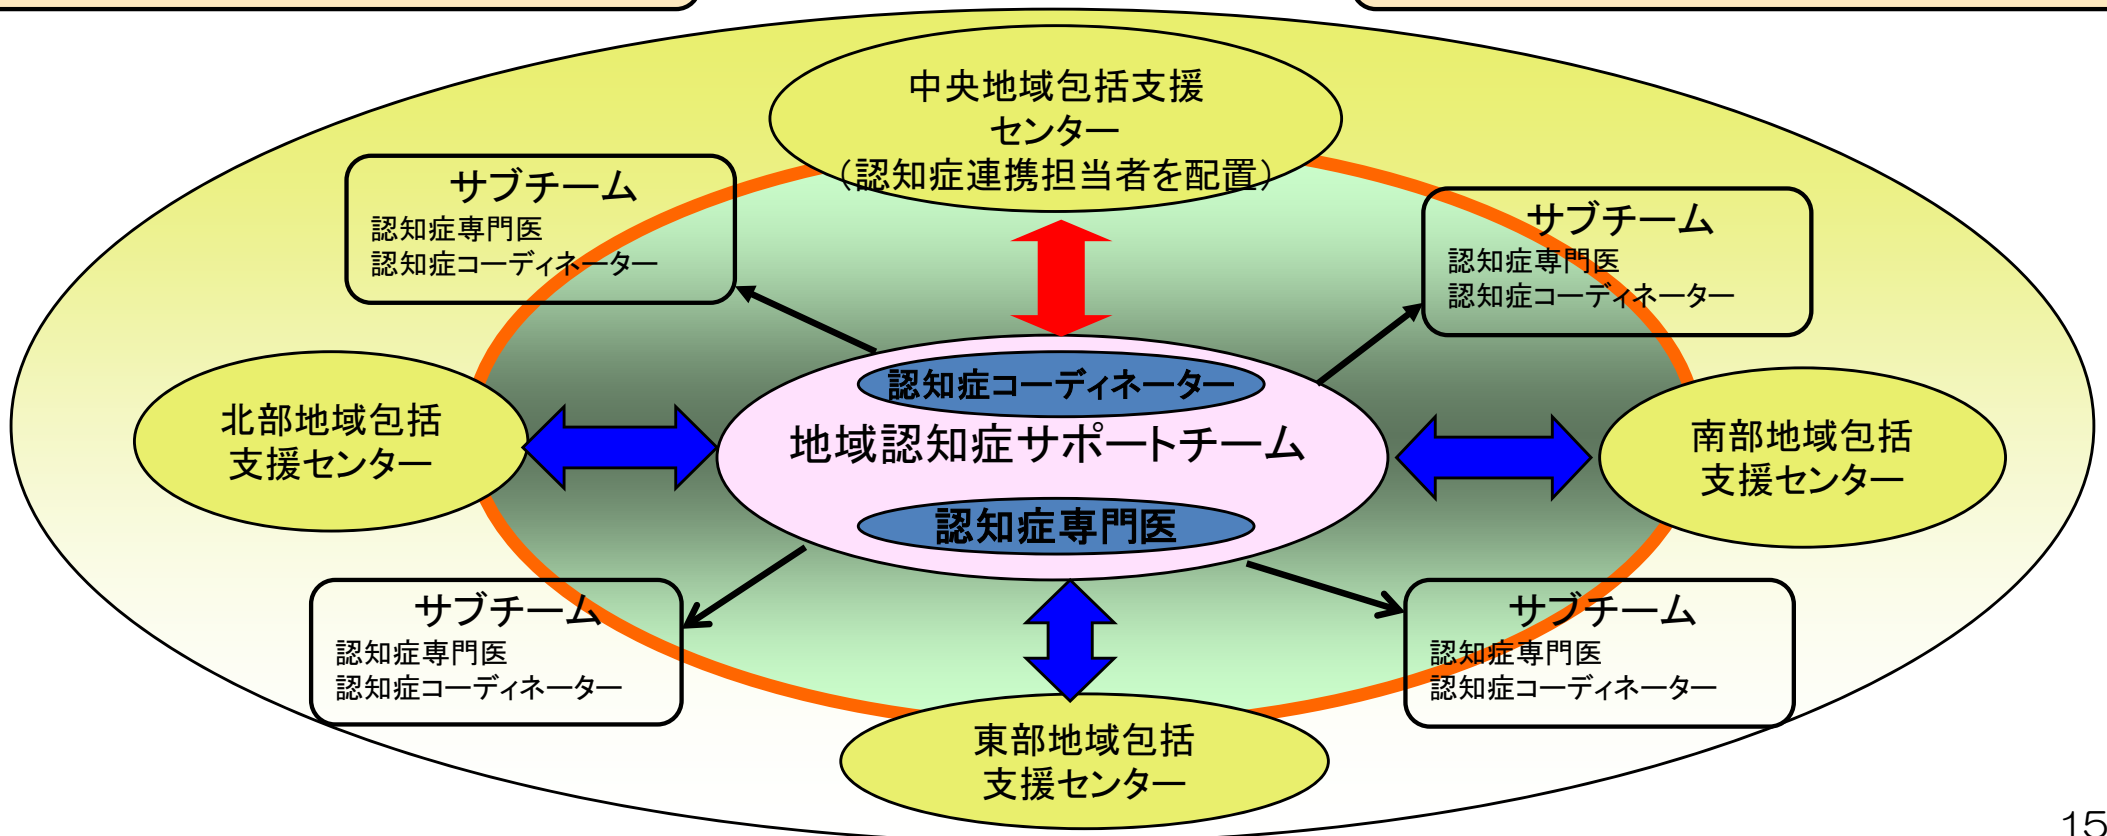 中央地域包括支援
センター
（認知症連携担当者を配置）
サブチーム
認知症専門医
認知症コーディネーター
サブチーム
認知症専門医
認知症コーディネーター
認知症コーディネーター
地域認知症サポートチーム
認知症専門医
北部地域包括
支援センター
南部地域包括
支援センター
サブチーム
認知症専門医
認知症コーディネーター
サブチーム
認知症専門医
認知症コーディネーター
東部地域包括
支援センター
15